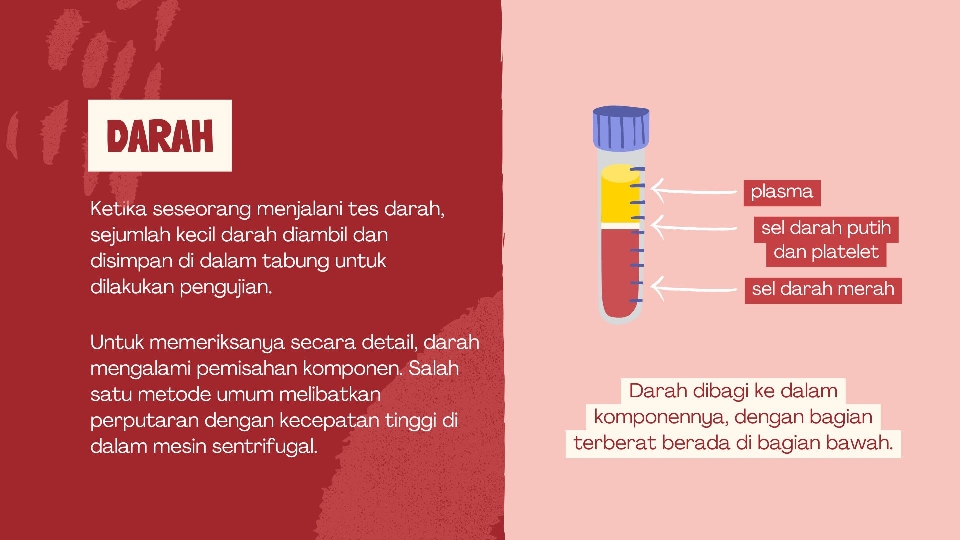 DARAH
Ketika seseorang menjalani tes darah,
sejumlah kecil darah diambil dan
disimpan di dalam tabung untuk
dilakukan pengujian.
Untuk memeriksanya secara detail, darah
mengalami pemisahan komponen. Salah
satu metode umum melibatkan
perputaran dengan kecepatan tinggi di
dalam mesin sentrifugal.
plasma
sel darah putih
dan platelet
sel darah merah
Darah dibagi ke dalam
komponennya, dengan bagian
terberat berada di bagian bawah.